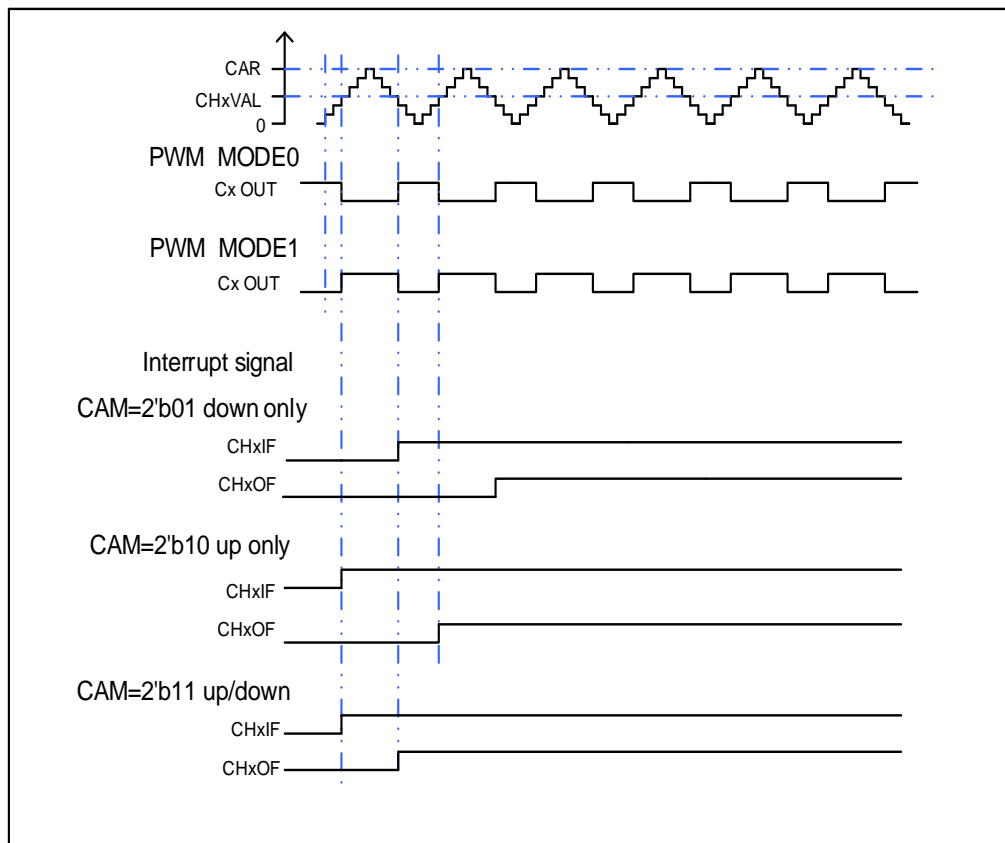 CAR
CHxVAL
0
PWM MODE0
Cx OUT
PWM MODE1
Cx OUT
Interrupt signal
CAM=2'b01 down only
CHxIF
CHxOF
CAM=2'b10 up only
CHxIF
CHxOF
CAM=2'b11 up/down
CHxIF
CHxOF